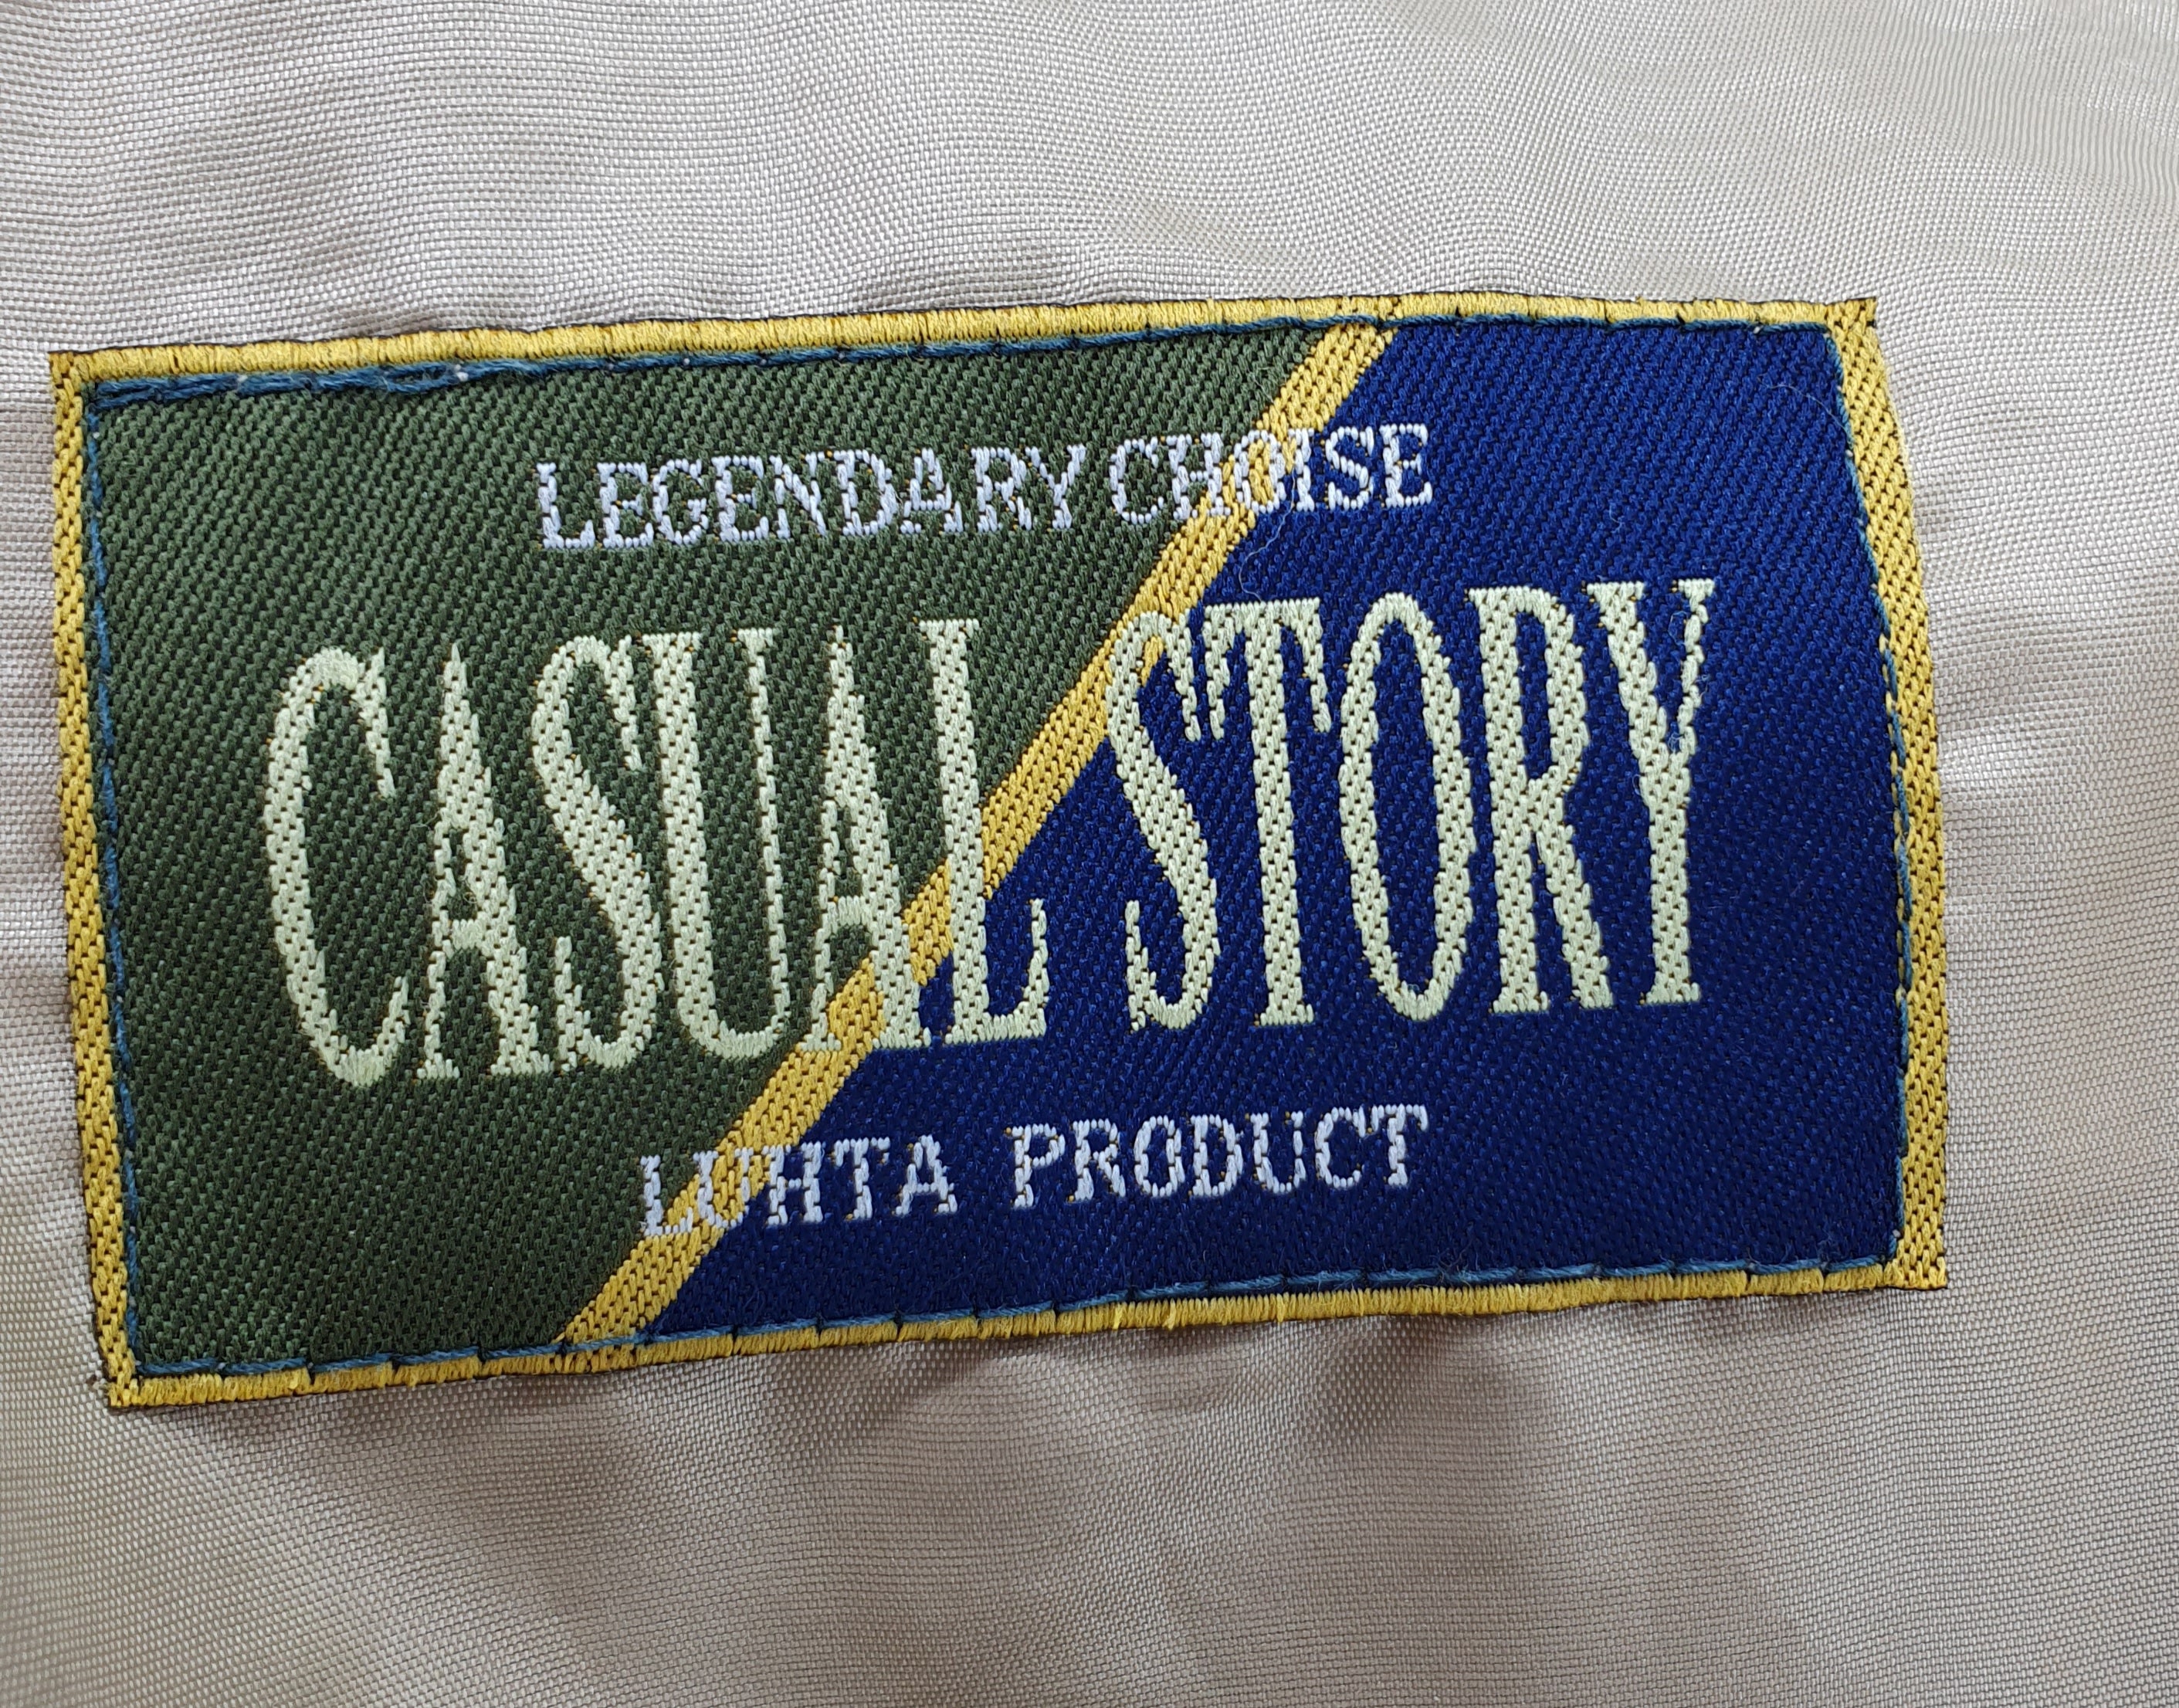 LEGENDARY CHOISE
CASUAL STORY
LUHTA PRODUCT